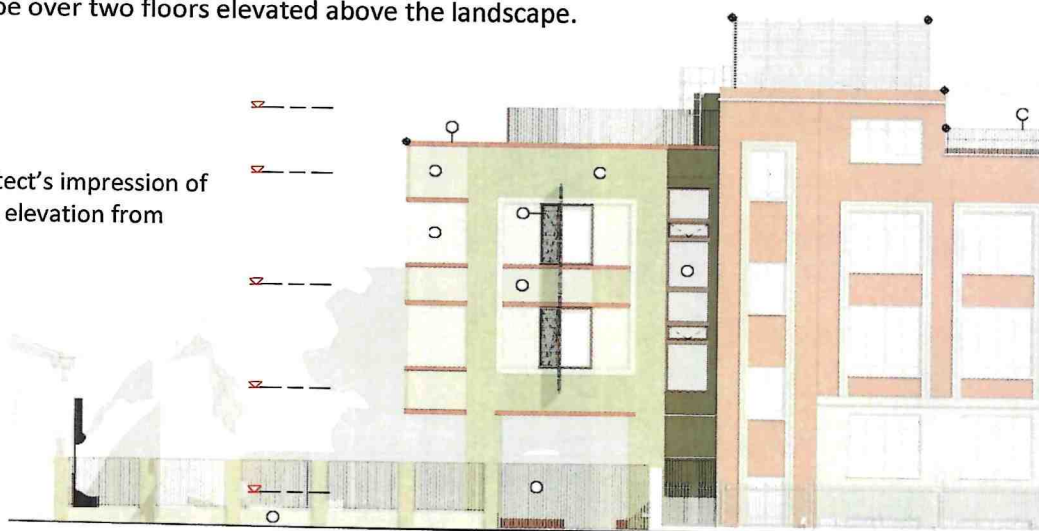 be over two floors elevated above the landscape.
tect's impression of
elevation from